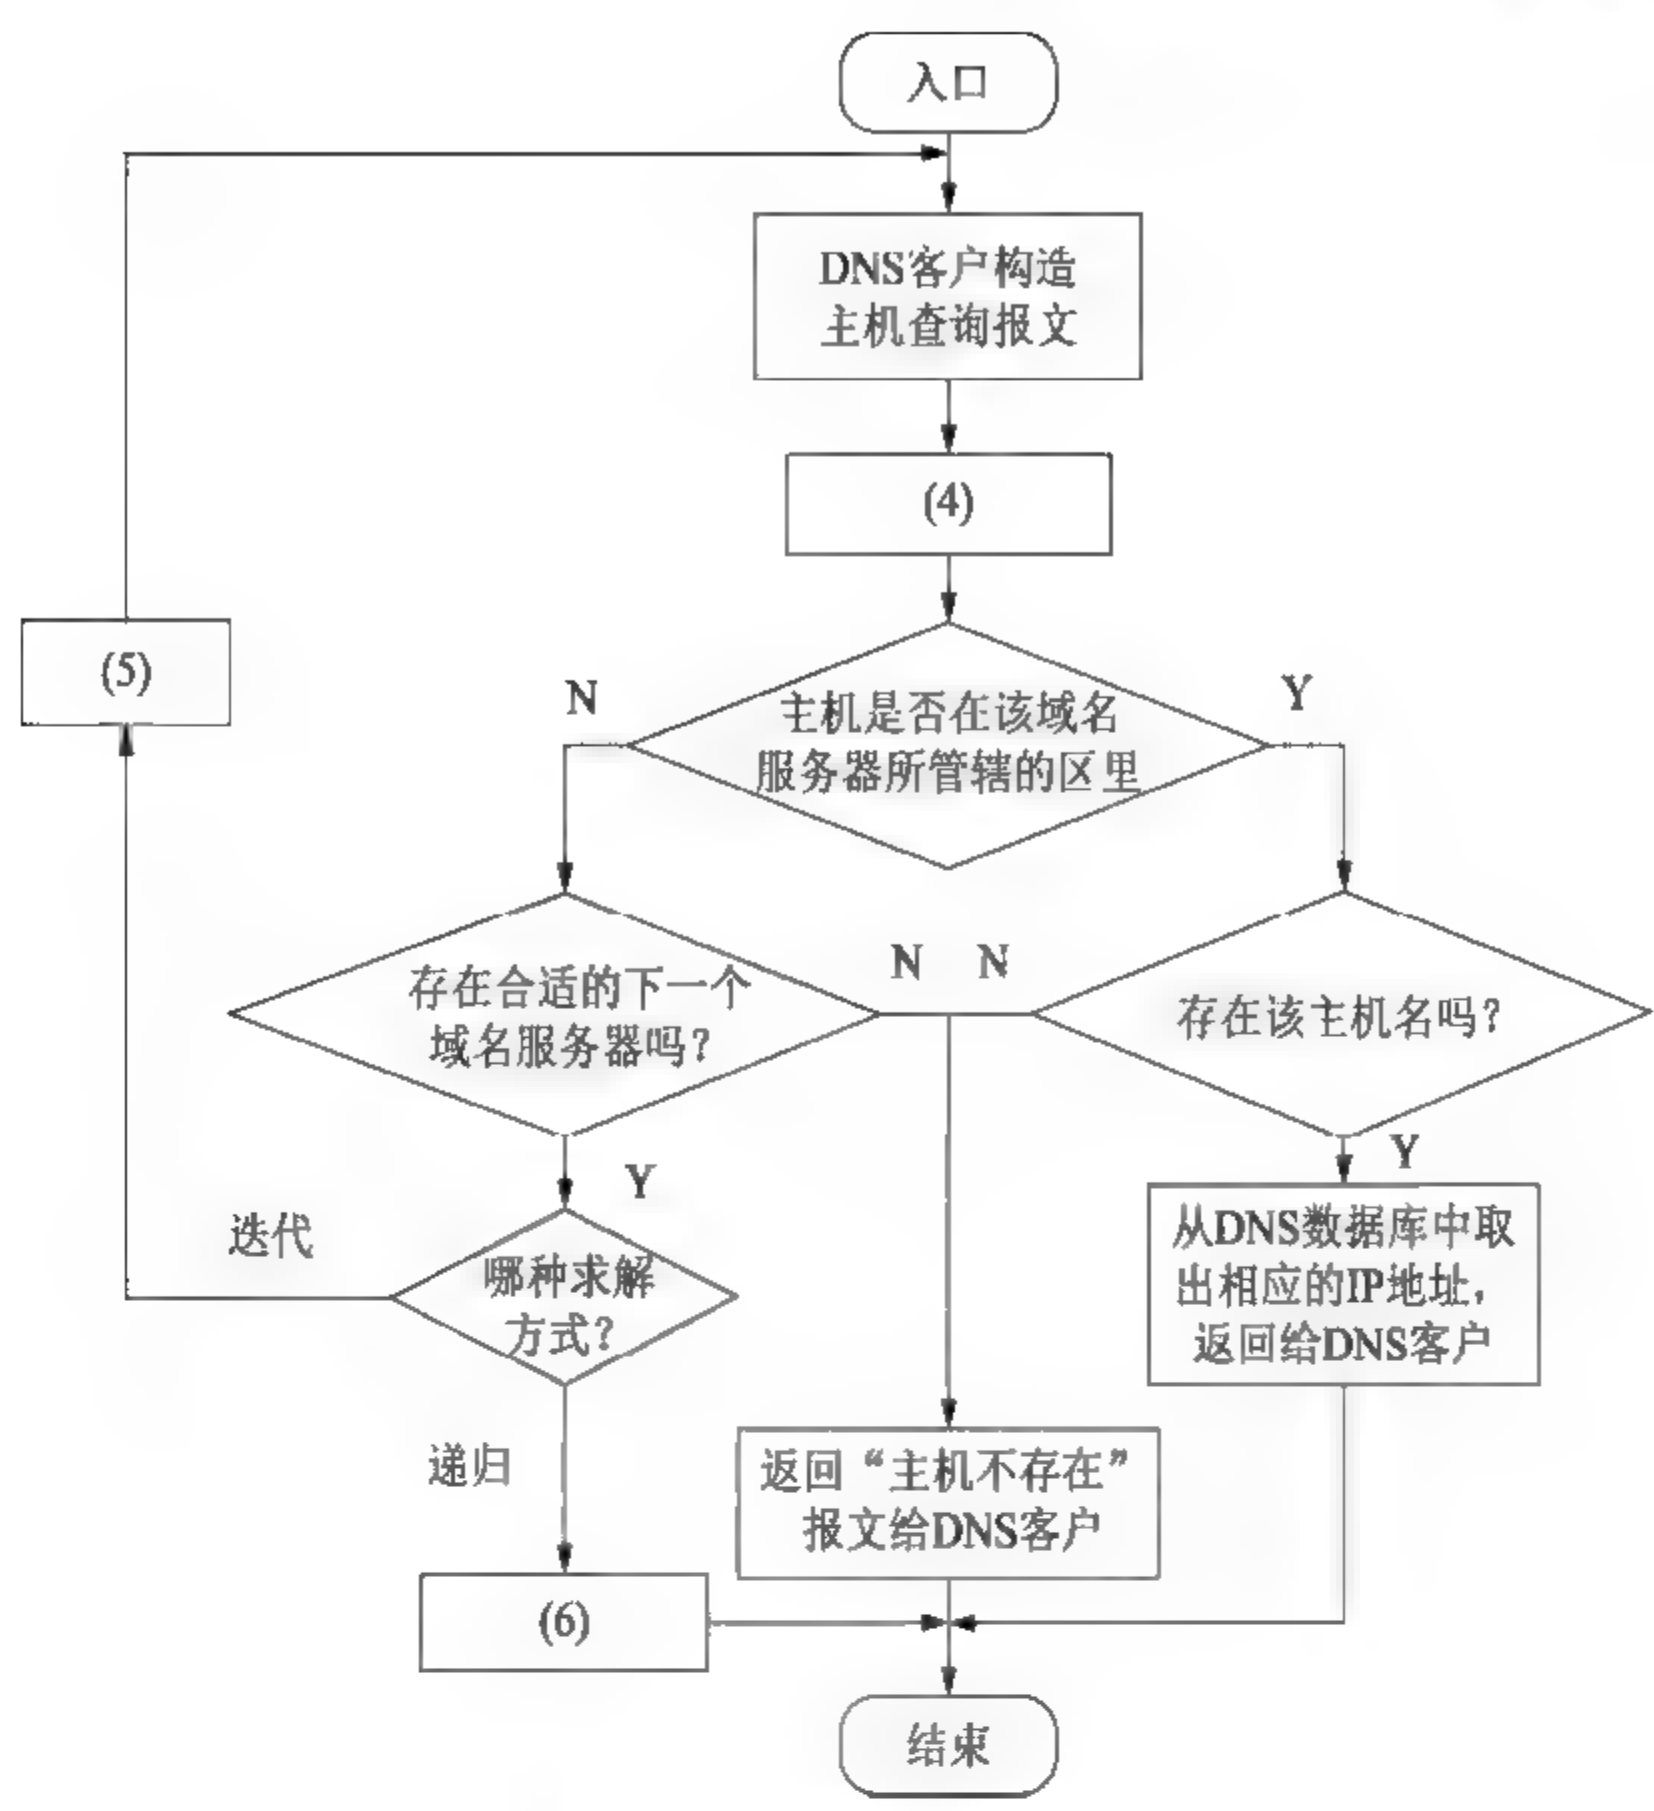 入口
DNS客户构造
主机查询报文
(4)
(5)
N
主机是否在该域名
服务器所管辖的区里
Y
存在合适的下一个
域名服务器吗？
N
N
存在该主机名吗？
Y
Y
迭代
哪种求解
方式？
从DNS数据库中取
出相应的IP地址，
返回给DNS客户
递归
返回“主机不存在”
报文给DNS客户
(6)
结束